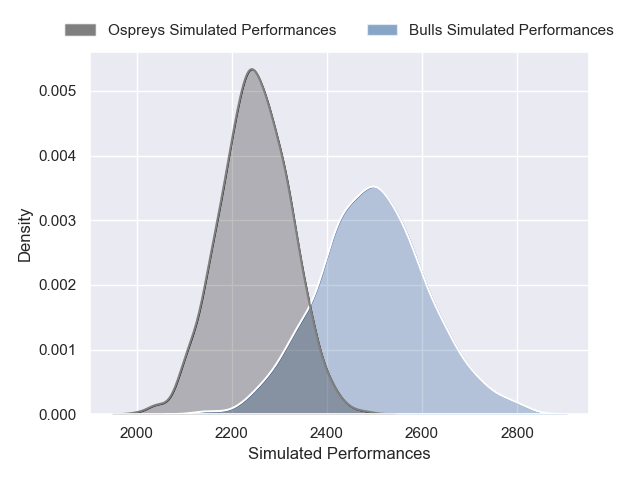 Ospreys Simulated Performances Bulls Simulated Performances
0.005
0.004
0.003
0.002
0.001
0.000
Density
2000 2200 2400 2600 2800
Simulated Performances